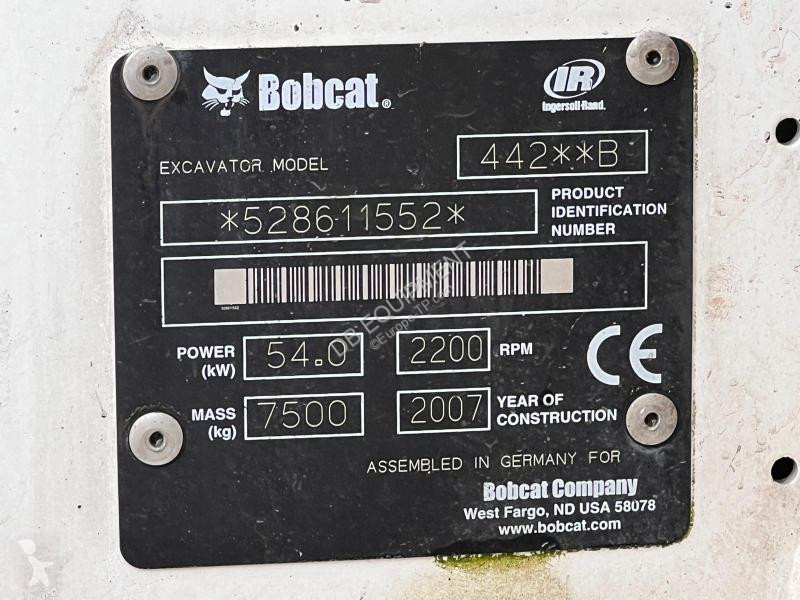 Bobcat®
IR
Ingersoll-Rand.
EXCAVATOR MODEL 442**B
*528611552* PRODUCT IDENTIFICATION NUMBER
POWER (kW) 54.0 2200 RPM
MASS (kg) 7500 2007 YEAR OF CONSTRUCTION
CE
ASSEMBLED IN GERMANY FOR
Bobcat Company
West Fargo, ND USA 58078
www.bobcat.com
DB EQUIPMENT